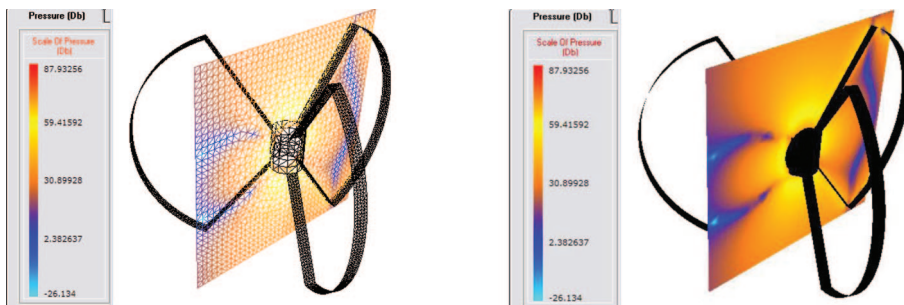 Pressure (Db)
Scale Of Pressure
(Db)
87.93256
59.41592
30.89928
2.382637
-26.134
Pressure (Db)
Scale Of Pressure
(Db)
87.93256
59.41592
30.89928
2.382637
-26.134